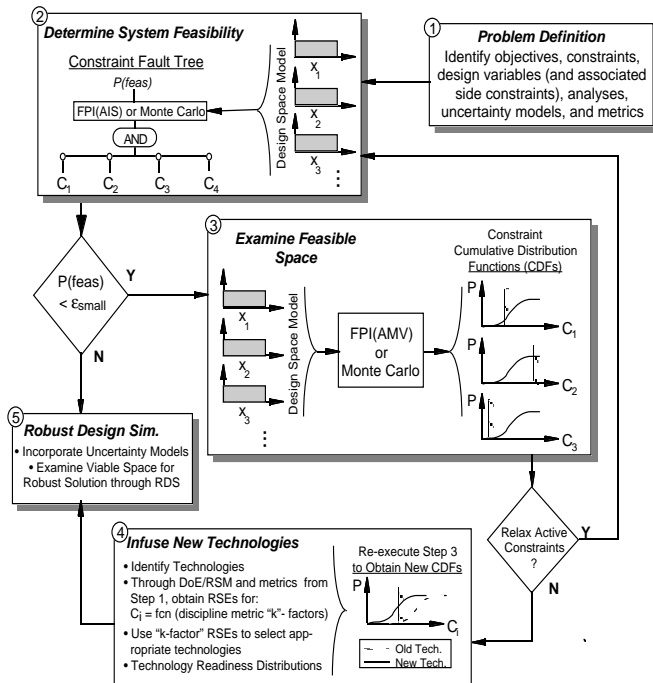 ②
Determine System Feasibility
Constraint Fault Tree
P(feas)
FPI(AIS) or Monte Carlo
AND
C1
C2
C3
C4
Design Space Model
x1
x2
x3
①
Problem Definition
Identify objectives, constraints,
design variables (and associated
side constraints), analyses,
uncertainty models, and metrics
P(feas)
< εsmall
Y
N
③
Examine Feasible
Space
x1
x2
x3
Design Space Model
FPI(AMV)
or
Monte Carlo
Constraint
Cumulative Distribution
Functions (CDFs)
P
C1
P
C2
P
C3
⑤
Robust Design Sim.
• Incorporate Uncertainty Models
• Examine Viable Space for
Robust Solution through RDS
Relax Active
Constraints
?
Y
N
④
Infuse New Technologies
• Identify Technologies
• Through DoE/RSM and metrics from
Step 1, obtain RSEs for:
Ci = fcn (discipline metric "k"- factors)
• Use "k-factor" RSEs to select app-
ropriate technologies
• Technology Readiness Distributions
Re-execute Step 3
to Obtain New CDFs
P
Ci
Old Tech.
New Tech.